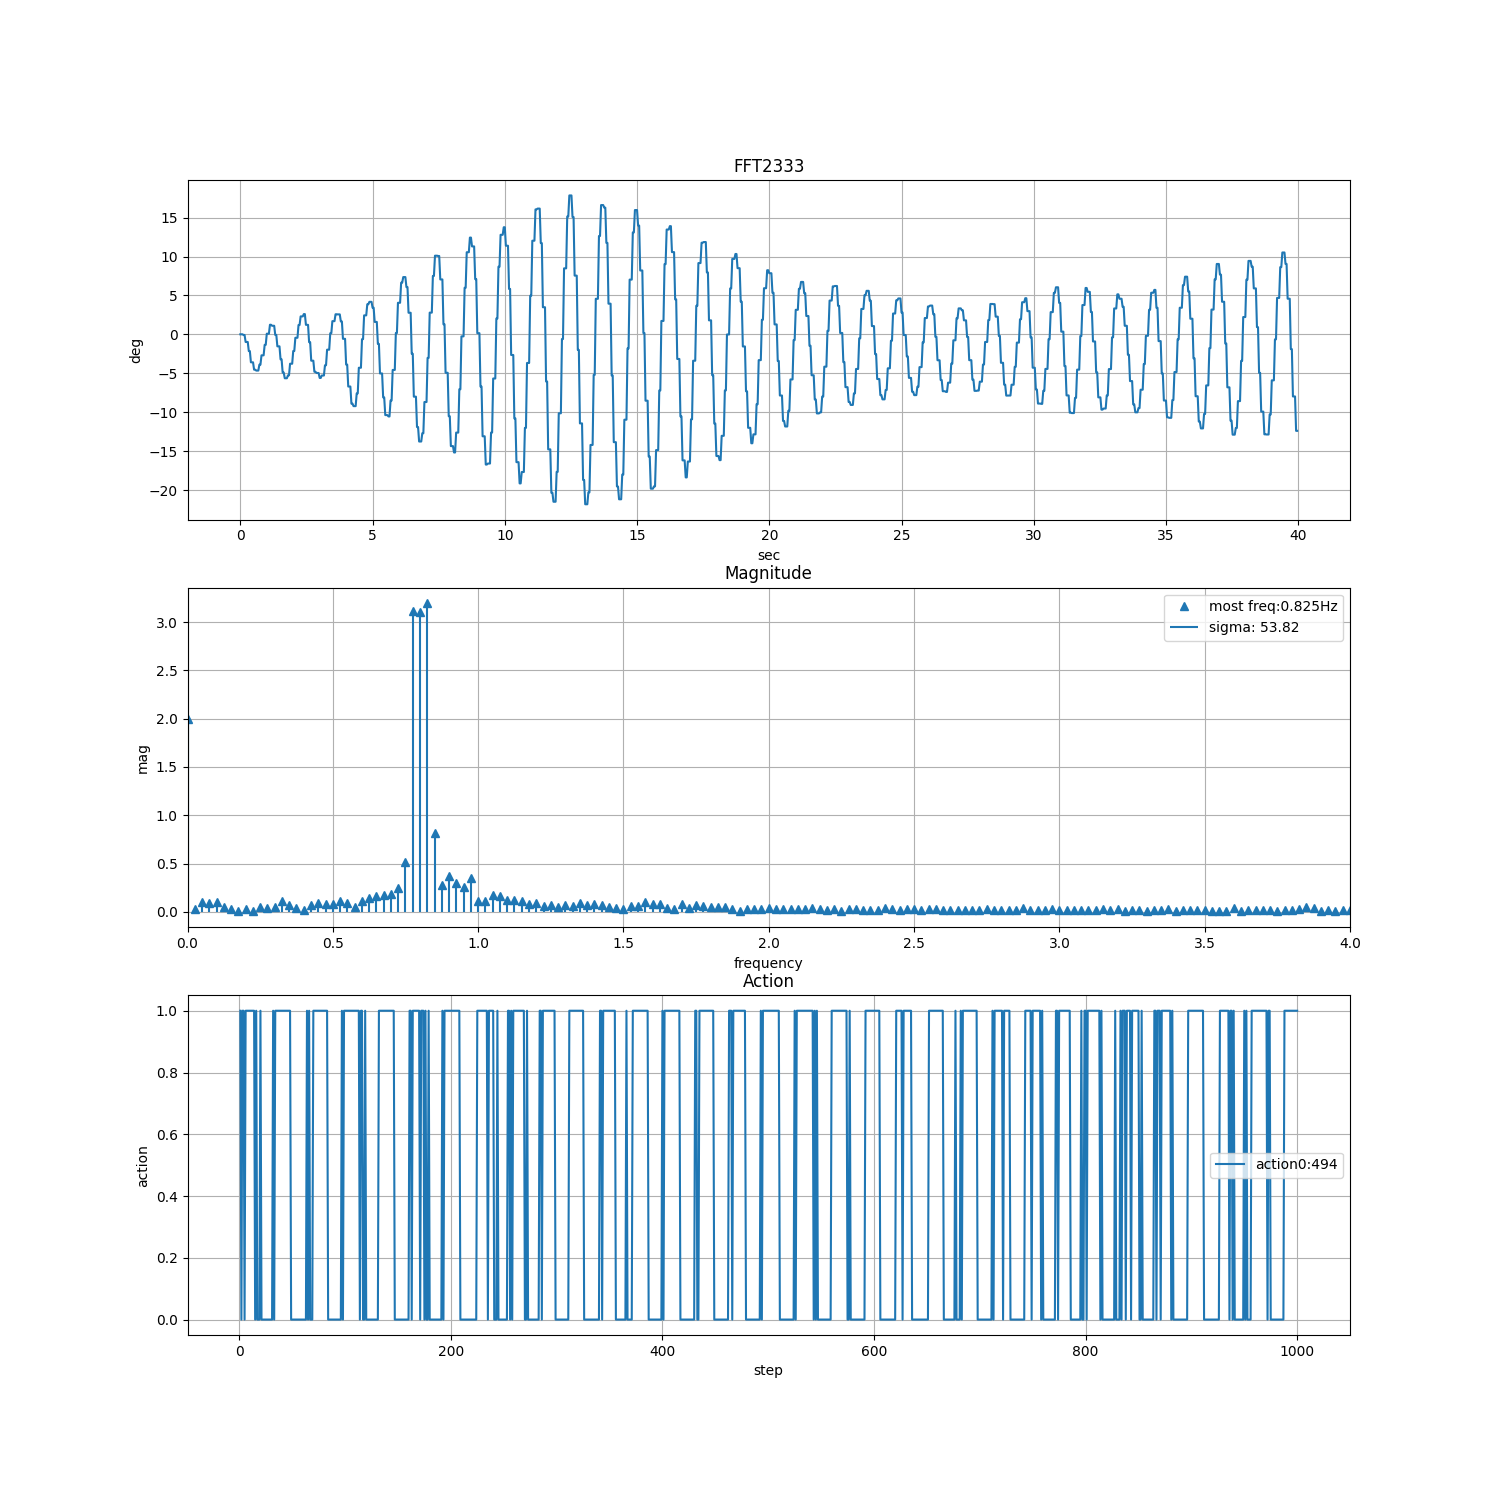 FFT2333
15
10
5
0
−5
−10
−15
−20
deg
0 5 10 15 20 25 30 35 40
sec
Magnitude
3.0
2.5
2.0
1.5
1.0
0.5
0.0
mag
most freq:0.825Hz
sigma: 53.82
0.0 0.5 1.0 1.5 2.0 2.5 3.0 3.5 4.0
frequency
Action
1.0
0.8
0.6
0.4
0.2
0.0
action
action0:494
0 200 400 600 800 1000
step